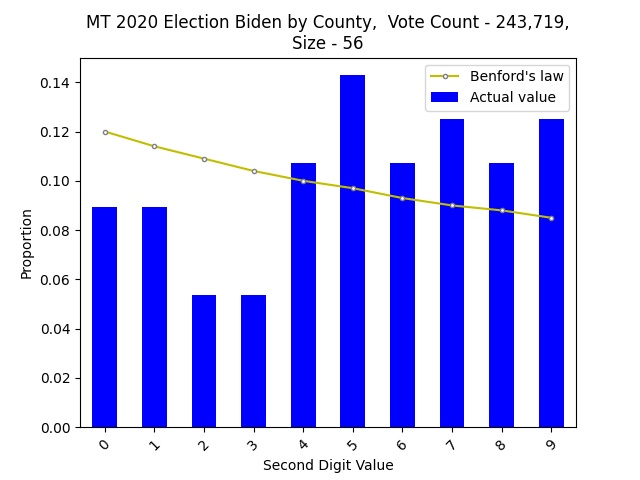 MT 2020 Election Biden by County,  Vote Count - 243,719,
Size - 56
Benford's law
Actual value
Proportion
0.14
0.12
0.10
0.08
0.06
0.04
0.02
0.00
0 1 2 3 4 5 6 7 8 9
Second Digit Value